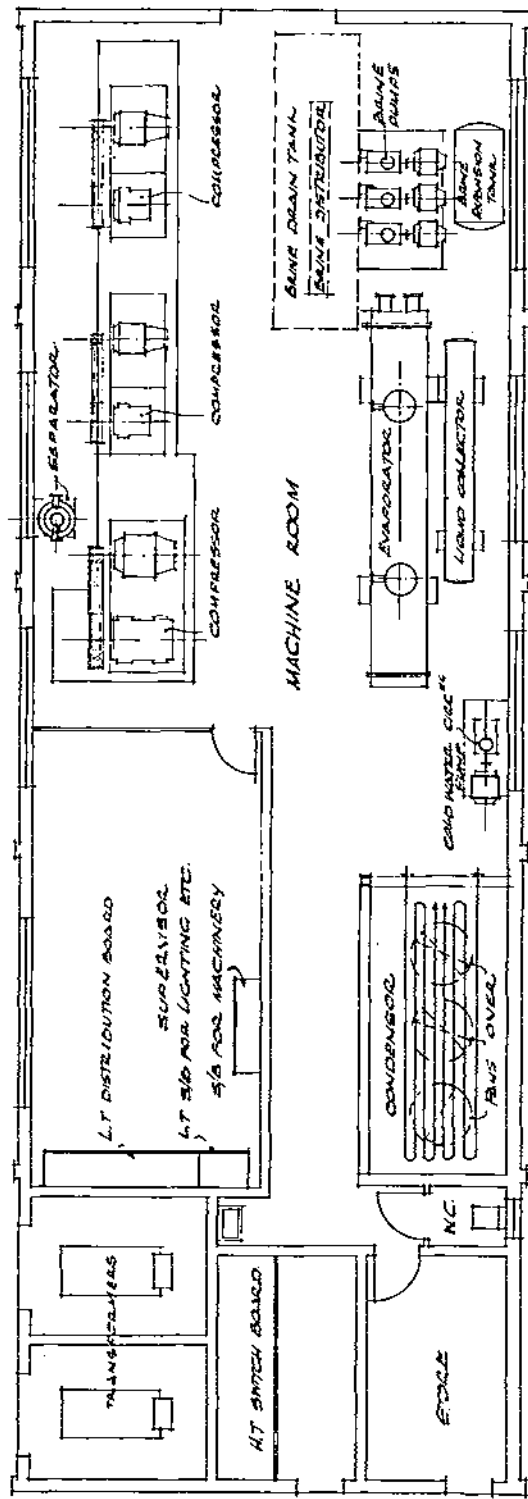 SEPARATOR
COMPRESSOR
COMPRESSOR
COMPRESSOR
MACHINE ROOM
BRINE DRAIN TANK
BRINE DISTRIBUTOR
BRINE
PUMPS
BRINE
EXPANSION
TANK
EVAPORATOR
LIQUID COLLECTOR
COLD WATER CIRC
PUMP
L.T DISTRIBUTION BOARD
SUPERVISOR
L.T S/B FOR LIGHTING ETC.
S/B FOR MACHINERY
CONDENSOR
FANS OVER
TRANSFORMERS
H.T SWITCH BOARD
W.C.
STORE